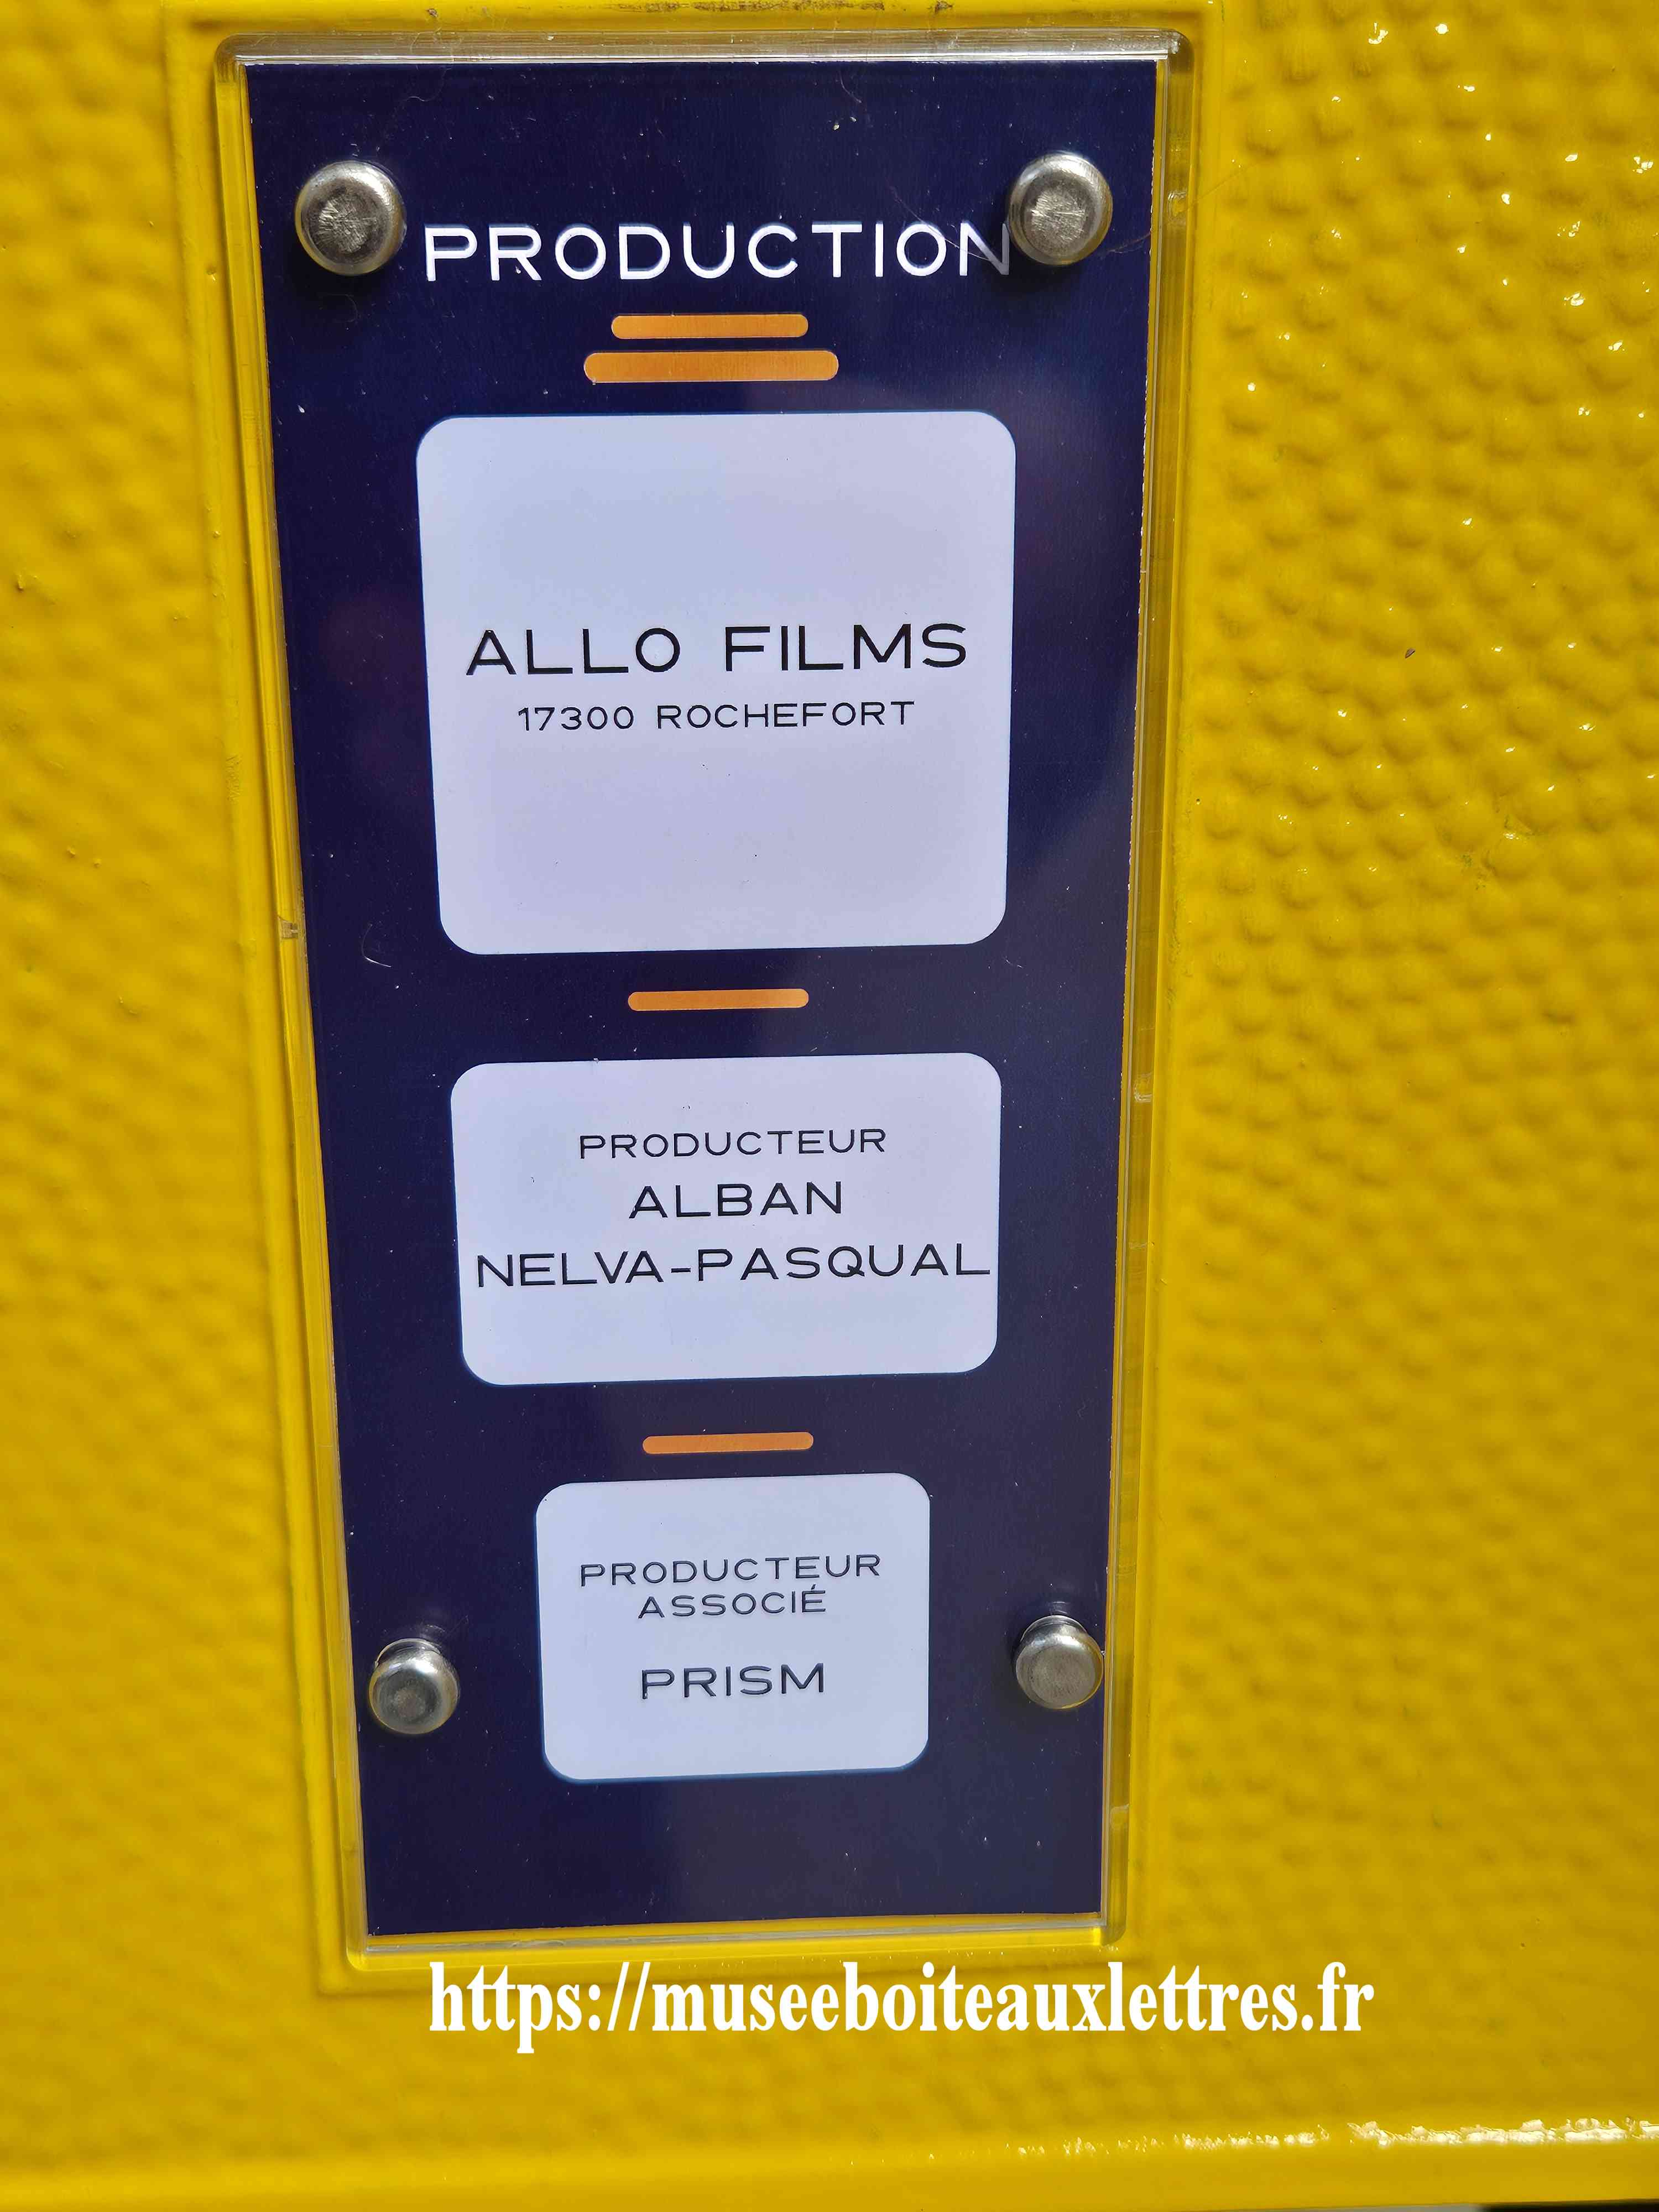 PRODUCTION
ALLO FILMS
17300 ROCHEFORT
PRODUCTEUR
ALBAN
NELVA-PASQUAL
PRODUCTEUR
ASSOCIÉ
PRISM
https://museeboiteauxlettres.fr